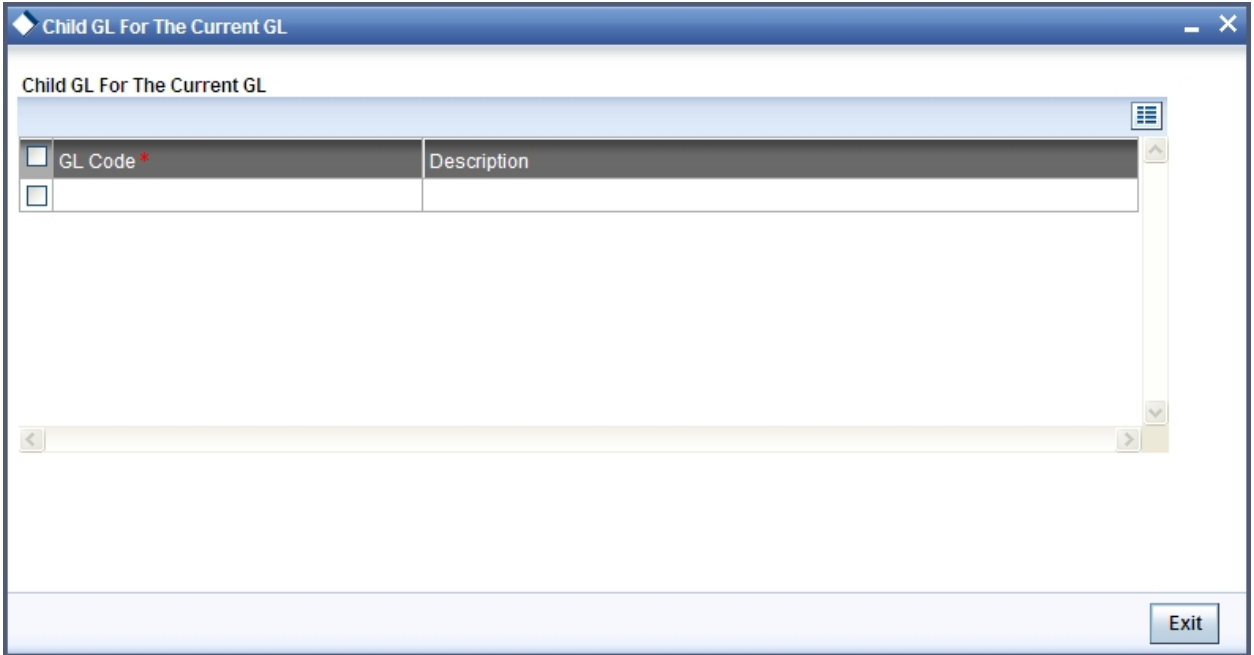 Child GL For The Current GL
Child GL For The Current GL
GL Code * Description
Exit